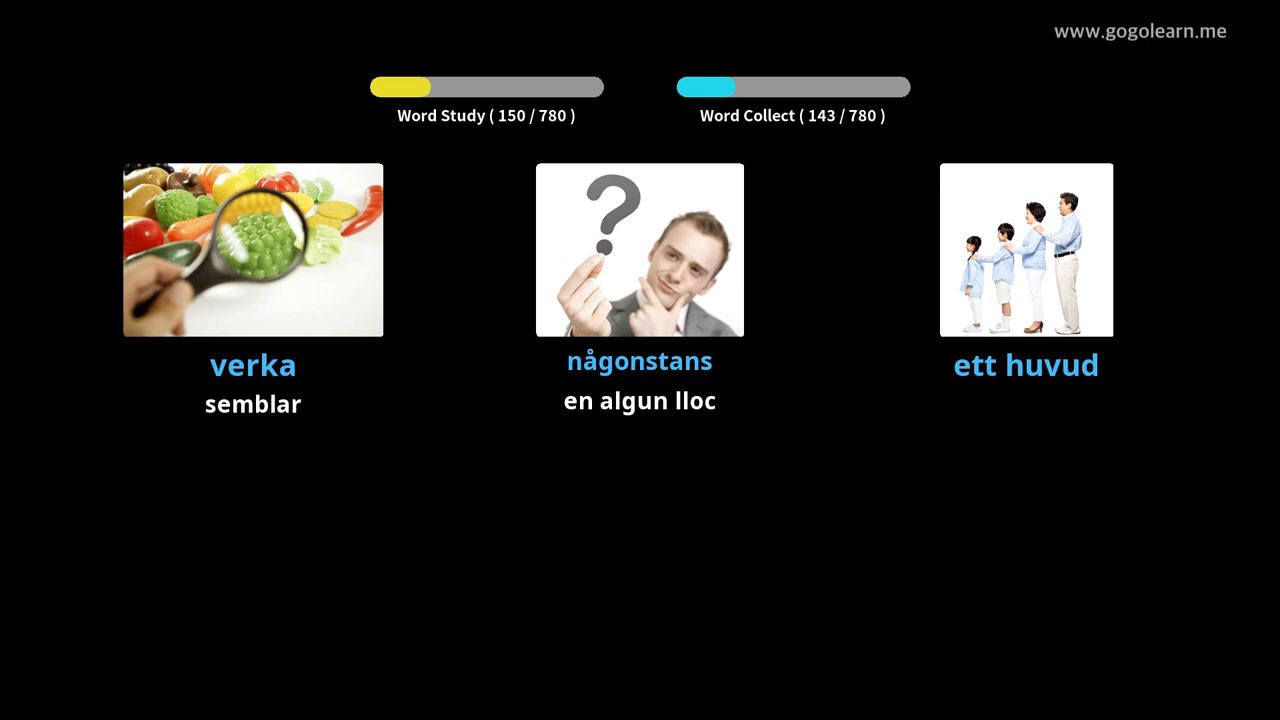 www.gogolearn.me
Word Study ( 150 / 780 )
Word Collect ( 143 / 780 )
verka
semblar
någonstans
en algun lloc
ett huvud